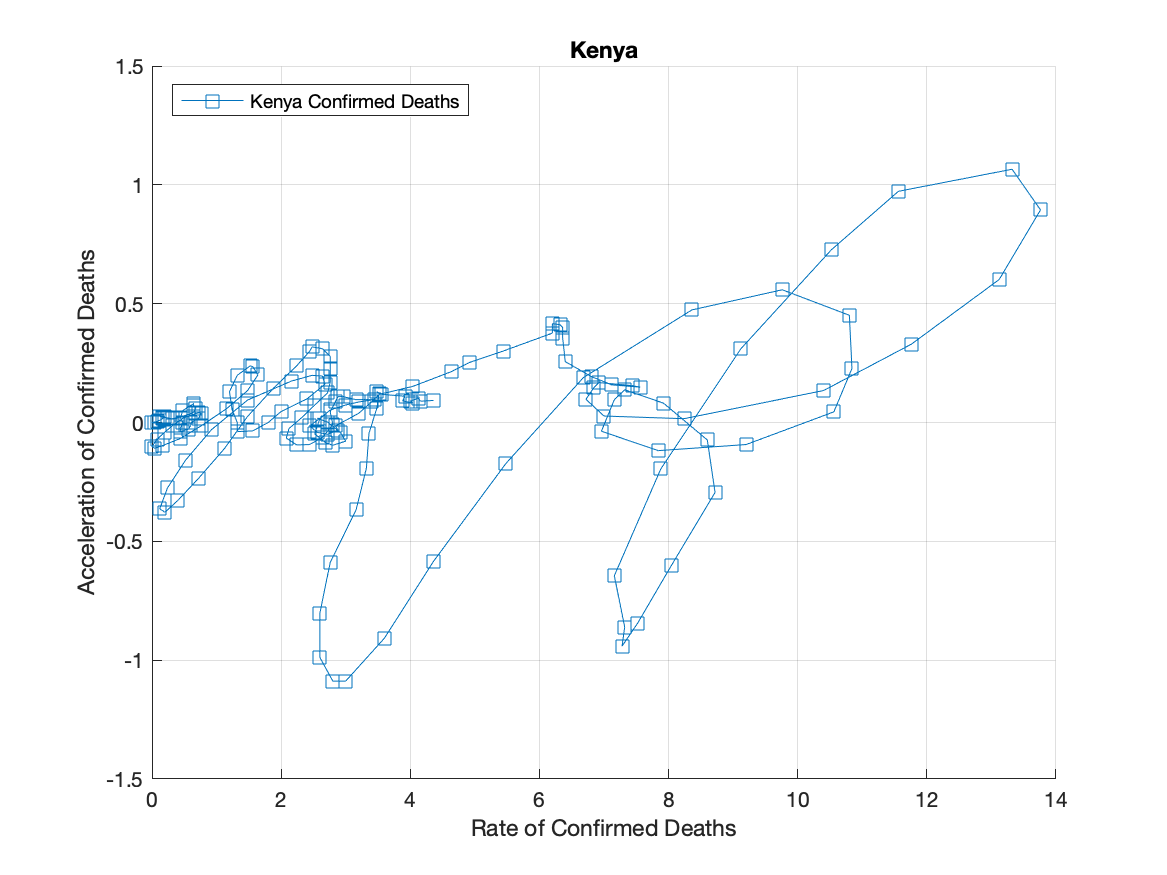 Kenya
1.5
Kenya Confirmed Deaths
1
0.5
0
-0.5
-1
-1.5
Acceleration of Confirmed Deaths
0 2 4 6 8 10 12 14
Rate of Confirmed Deaths